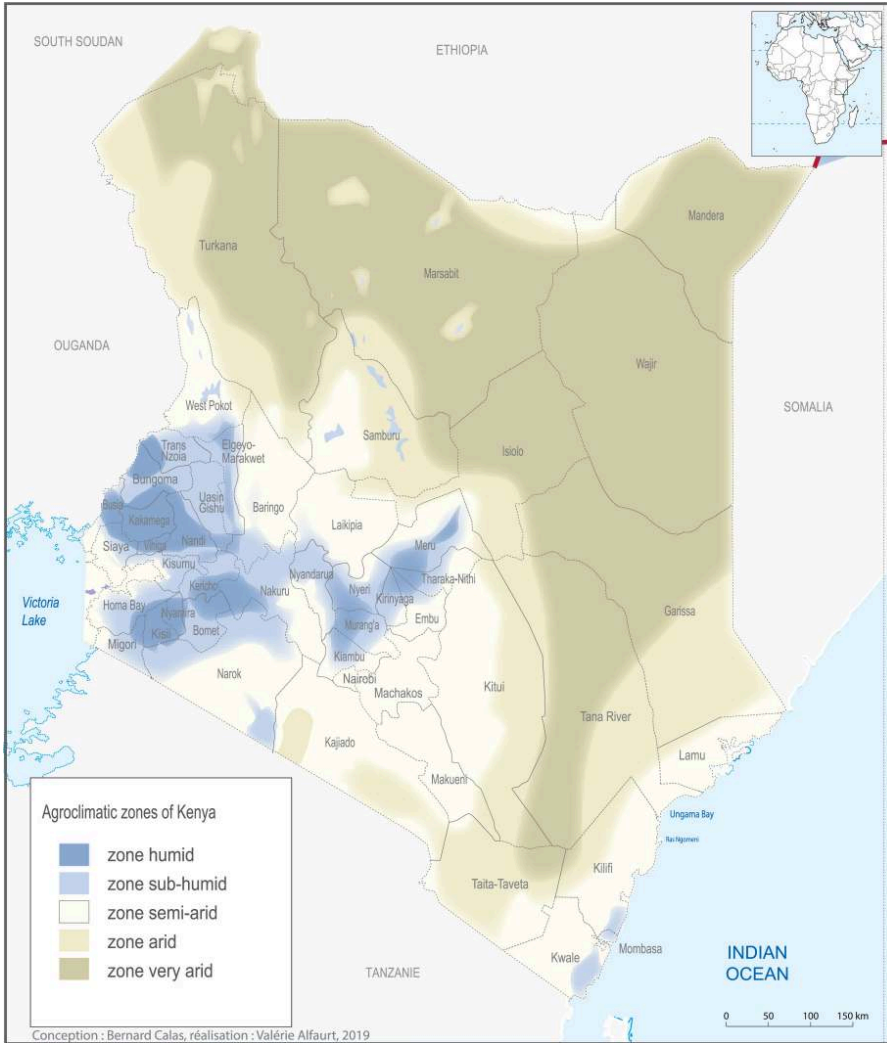 SOUTH SOUDAN
ETHIOPIA
Mandera
Turkana
Marsabit
OUGANDA
Wajir
SOMALIA
West Pokot
Samburu
Isiolo
Trans
Nzoia
Elgeyo-
Marakwet
Bungoma
Uasin
Gishu
Baringo
Busia
Kakamega
Laikipia
Siaya
Vihiga
Nandi
Meru
Kisumu
Nyandarua
Tharaka-Nithi
Kericho
Nakuru
Nyeri
Kirinyaga
Victoria
Lake
Homa Bay
Nyamira
Embu
Garissa
Kisii
Bomet
Murang'a
Migori
Kiambu
Narok
Nairobi
Machakos
Kitui
Tana River
Kajiado
Lamu
Makueni
Ungama Bay
Ras Ngomeni
Kilifi
Taita-Taveta
Mombasa
Kwale
INDIAN
OCEAN
TANZANIE
Agroclimatic zones of Kenya
zone humid
zone sub-humid
zone semi-arid
zone arid
zone very arid
0 50 100 150 km
Conception : Bernard Calas, réalisation : Valérie Alfaurt, 2019